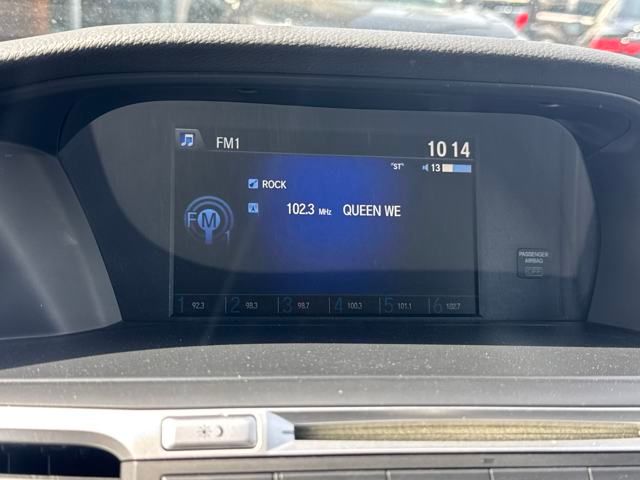 FM1 10 14
"ST" 13
ROCK
102.3 MHz QUEEN WE
FM1
PASSENGER
AIRBAG
OFF
1 92.3 2 98.3 3 98.7 4 100.3 5 101.1 6 102.7